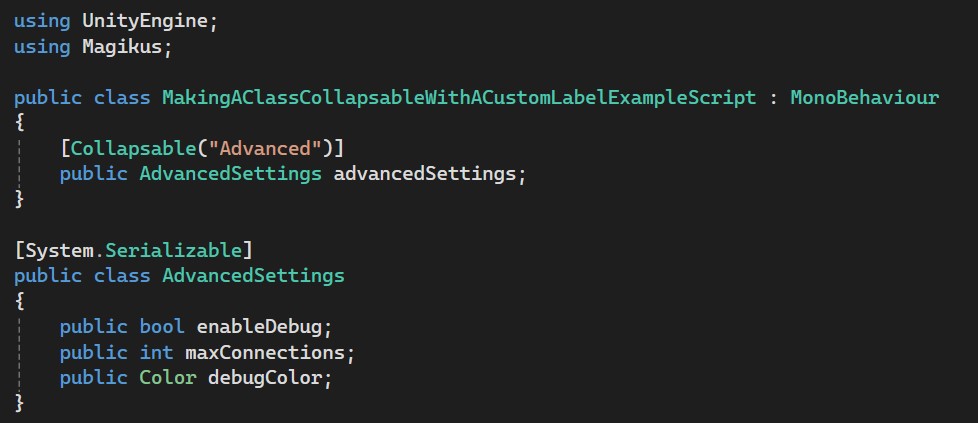 using UnityEngine;
using Magikus;
public class MakingAClassCollapsableWithACustomLabelExampleScript : MonoBehaviour
{
[Collapsable("Advanced")]
public AdvancedSettings advancedSettings;
}
[System.Serializable]
public class AdvancedSettings
{
public bool enableDebug;
public int maxConnections;
public Color debugColor;
}